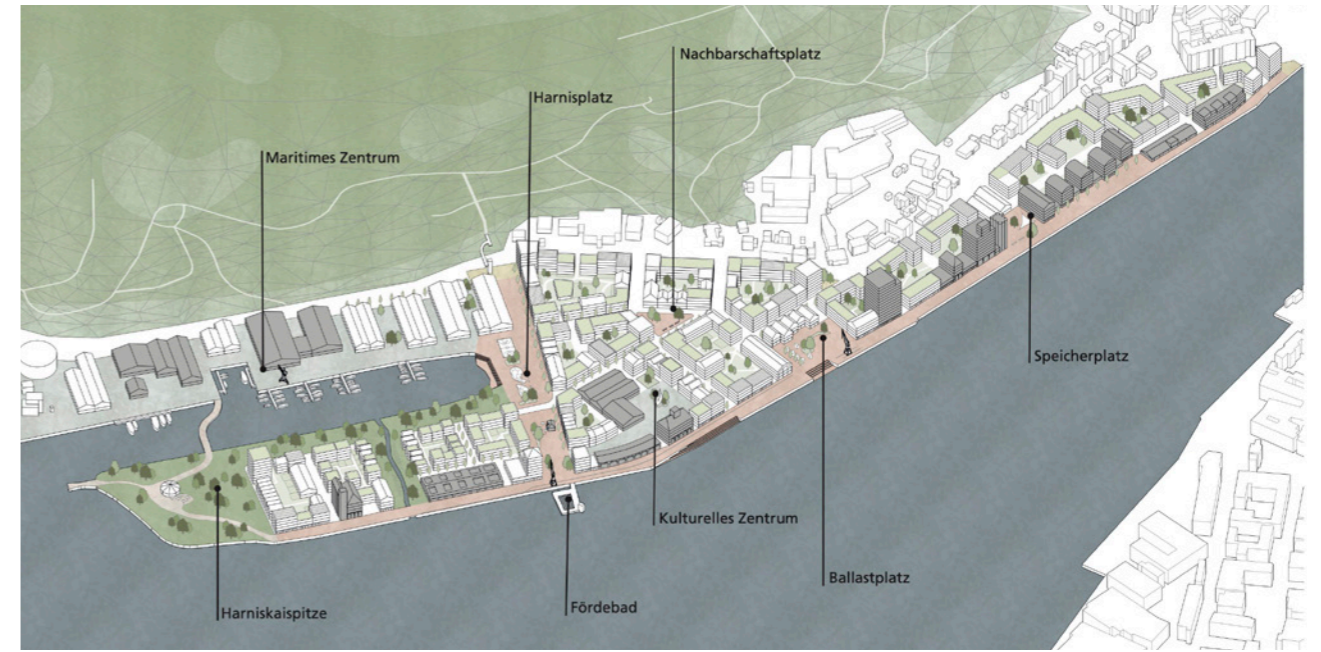 Nachbarschaftsplatz
Harnisplatz
Maritimes Zentrum
Speicherplatz
Kulturelles Zentrum
Ballastplatz
Fördebad
Harniskaispitze